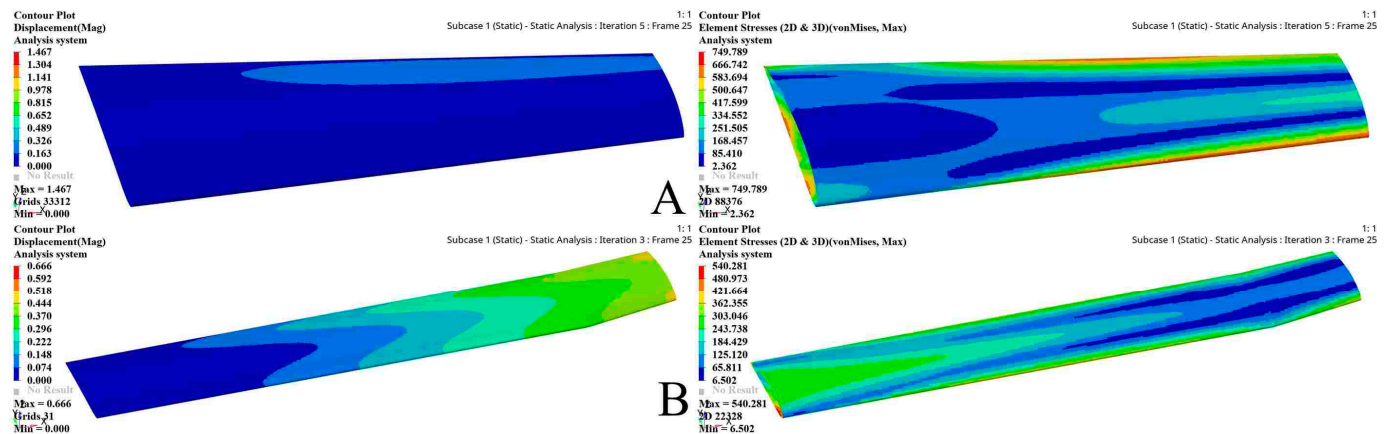 Contour Plot
Displacement(Mag)
Analysis system
1.467
1.304
1.141
0.978
0.815
0.652
0.489
0.326
0.163
0.000
No Result
Max = 1.467
Grids 33312
Min = 0.000
X
1: 1
Subcase 1 (Static) - Static Analysis : Iteration 5 : Frame 25
A
Contour Plot
Element Stresses (2D & 3D)(vonMises, Max)
Analysis system
749.789
666.742
583.694
500.647
417.599
334.552
251.505
168.457
85.410
2.362
No Result
Max = 749.789
2D 88376
Min = 2.362
X
1: 1
Subcase 1 (Static) - Static Analysis : Iteration 5 : Frame 25
Contour Plot
Displacement(Mag)
Analysis system
0.666
0.592
0.518
0.444
0.370
0.296
0.222
0.148
0.074
0.000
No Result
Max = 0.666
Grids 31
Min = 0.000
X
1: 1
Subcase 1 (Static) - Static Analysis : Iteration 3 : Frame 25
B
Contour Plot
Element Stresses (2D & 3D)(vonMises, Max)
Analysis system
540.281
480.973
421.664
362.355
303.046
243.738
184.429
125.120
65.811
6.502
No Result
Max = 540.281
2D 22328
Min = 6.502
X
1: 1
Subcase 1 (Static) - Static Analysis : Iteration 3 : Frame 25